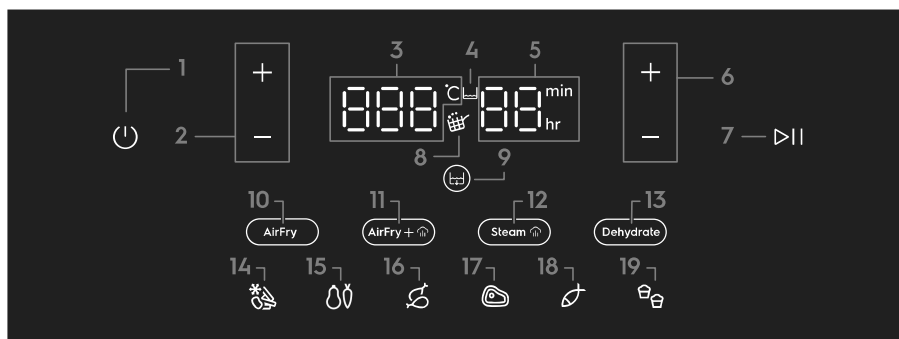 3 4 5
1 + + 6
888 °C 88 min
hr
2 − − 7
8 9
10 11 12 13
AirFry AirFry + Steam Dehydrate
14 15 16 17 18 19